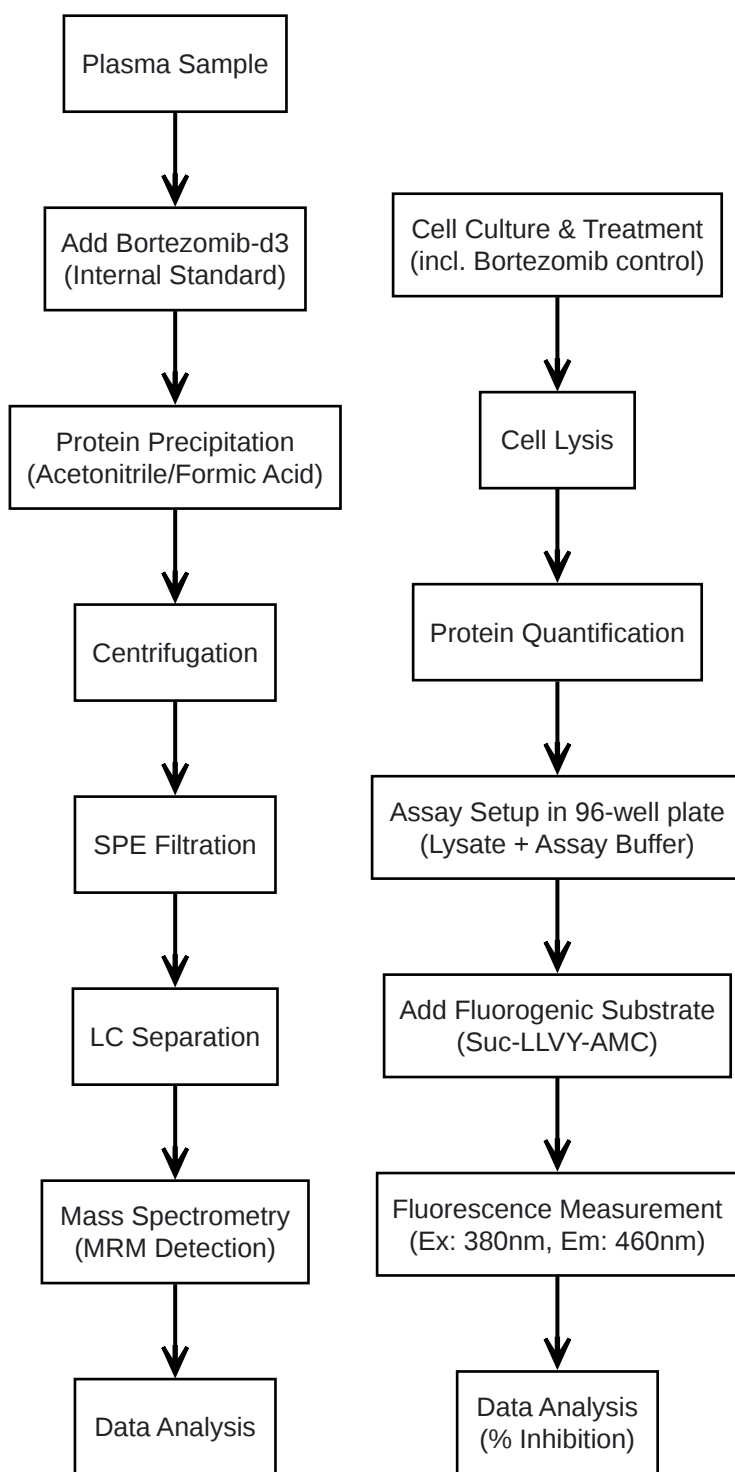 Plasma Sample
Add Bortezomib-d3
(Internal Standard)
Protein Precipitation
(Acetonitrile/Formic Acid)
Centrifugation
SPE Filtration
LC Separation
Mass Spectrometry
(MRM Detection)
Data Analysis
Cell Culture & Treatment
(incl. Bortezomib control)
Cell Lysis
Protein Quantification
Assay Setup in 96-well plate
(Lysate + Assay Buffer)
Add Fluorogenic Substrate
(Suc-LLVY-AMC)
Fluorescence Measurement
(Ex: 380nm, Em: 460nm)
Data Analysis
(% Inhibition)